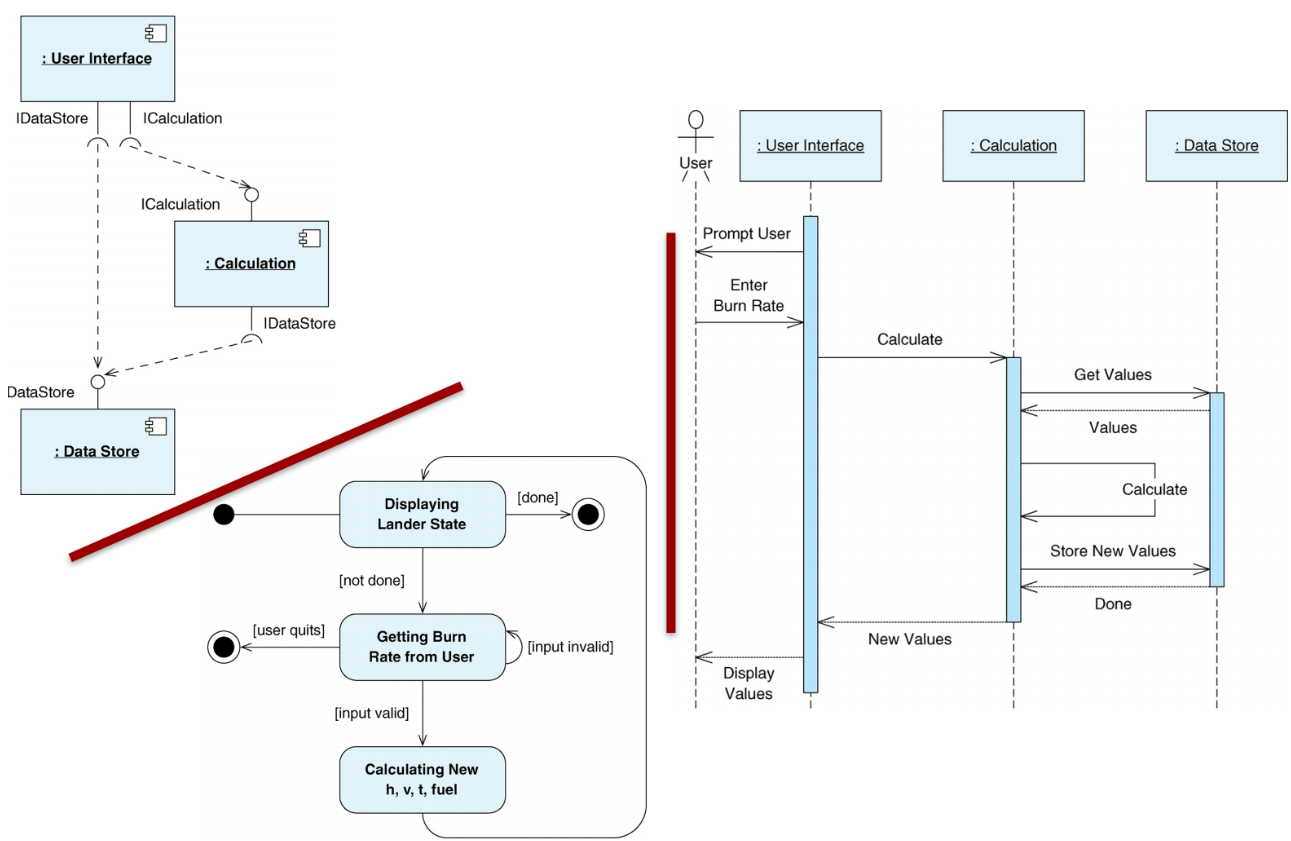 : User Interface
IDataStore
ICalculation
ICalculation
: Calculation
IDataStore
DataStore
: Data Store
Displaying
Lander State
[done]
[not done]
[user quits]
Getting Burn
Rate from User
[input invalid]
[input valid]
Calculating New
h, v, t, fuel
User
: User Interface
: Calculation
: Data Store
Prompt User
Enter
Burn Rate
Calculate
Get Values
Values
Calculate
Store New Values
Done
New Values
Display
Values